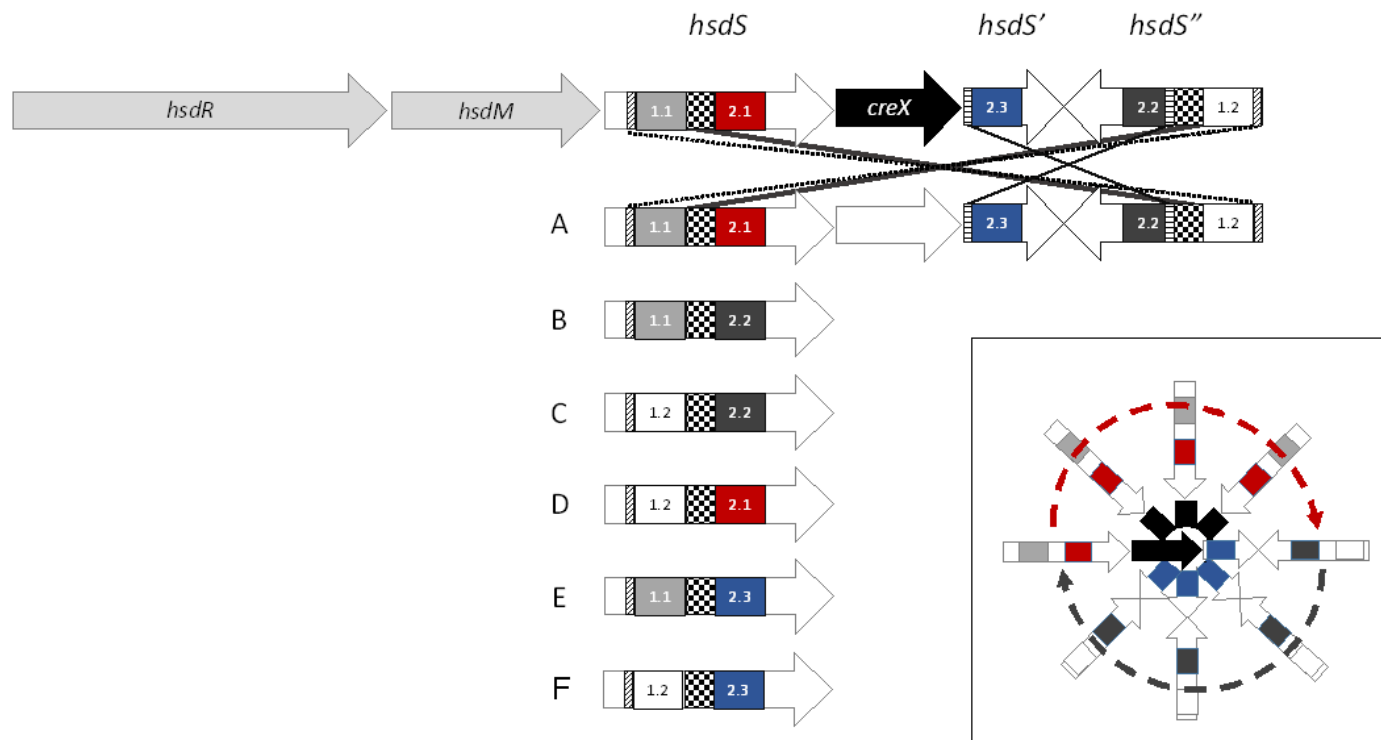 hsdS hsdS' hsdS''
hsdR hsdM 1.1 2.1 creX 2.3 2.2 1.2
A 1.1 2.1 2.3 2.2 1.2
B 1.1 2.2
C 1.2 2.2
D 1.2 2.1
E 1.1 2.3
F 1.2 2.3